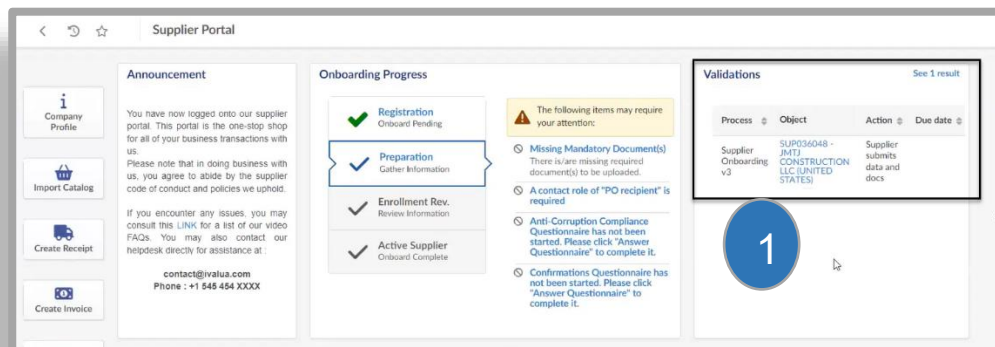 Supplier Portal
Announcement
You have now logged onto our supplier
portal. This portal is the one-stop shop
for all of your business transactions with
us.
Please note that in doing business with
us, you agree to abide by the supplier
code of conduct and policies we uphold.
If you encounter any issues, you may
consult this LINK for a list of our video
FAQs. You may also contact our
helpdesk directly for assistance at :
contact@ivalua.com
Phone : +1 545 454 XXXX
Company
Profile
Import Catalog
Create Receipt
Create Invoice
Onboarding Progress
Registration
Onboard Pending
Preparation
Gather Information
Enrollment Rev.
Review Information
Active Supplier
Onboard Complete
The following items may require
your attention:
Missing Mandatory Document(s)
There is/are missing required
document(s) to be uploaded.
A contact role of "PO recipient" is
required
Anti-Corruption Compliance
Questionnaire has not been
started. Please click "Answer
Questionnaire" to complete it.
Confirmations Questionnaire has
not been started. Please click
"Answer Questionnaire" to
complete it.
Validations
See 1 result
Process Object Action Due date
Supplier
Onboarding
v3
SUP036048 -
JMTJ
CONSTRUCTION
LLC (UNITED
STATES)
Supplier
submits
data and
docs
1